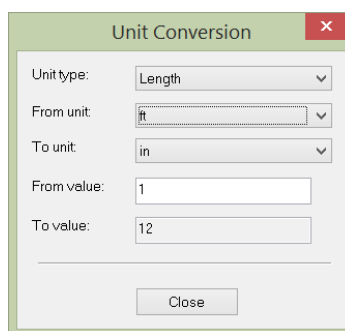 Unit Conversion
Unit type: Length
From unit: ft
To unit: in
From value: 1
To value: 12
Close